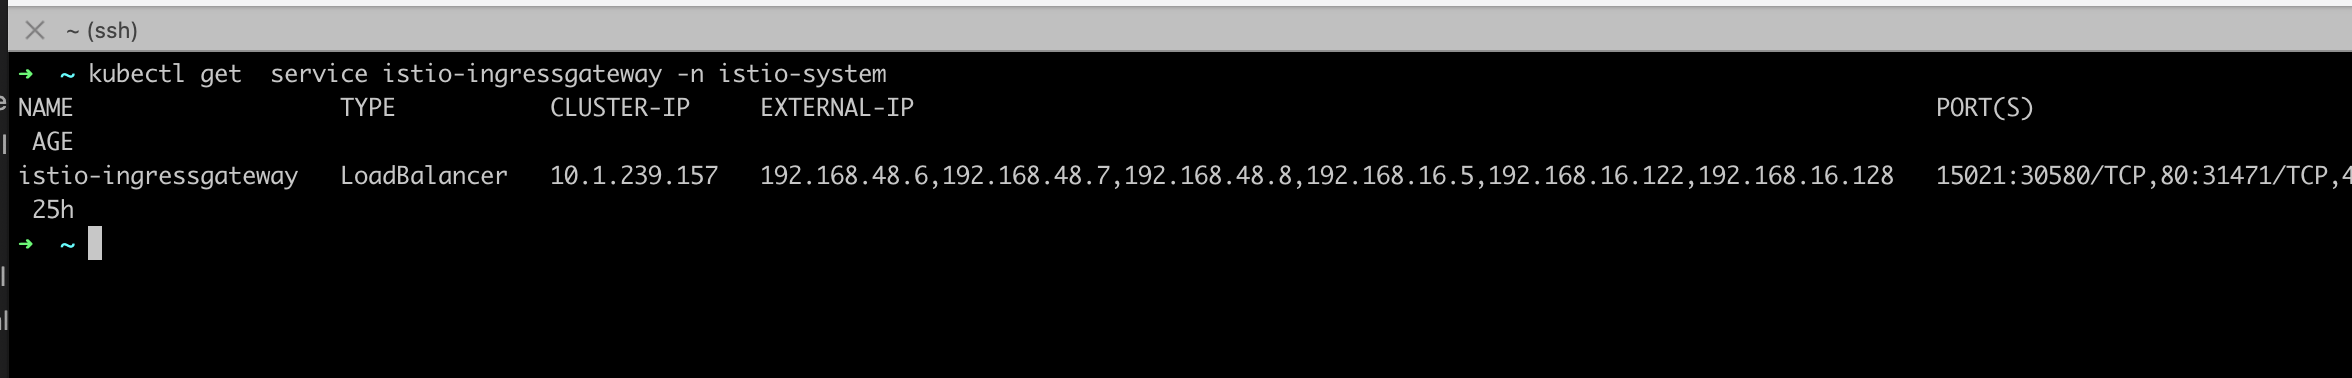 ~ (ssh)
➜ ~ kubectl get  service istio-ingressgateway -n istio-system
NAME TYPE CLUSTER-IP EXTERNAL-IP PORT(S)
AGE
istio-ingressgateway LoadBalancer 10.1.239.157 192.168.48.6,192.168.48.7,192.168.48.8,192.168.16.5,192.168.16.122,192.168.16.128 15021:30580/TCP,80:31471/TCP,4
25h
➜ ~